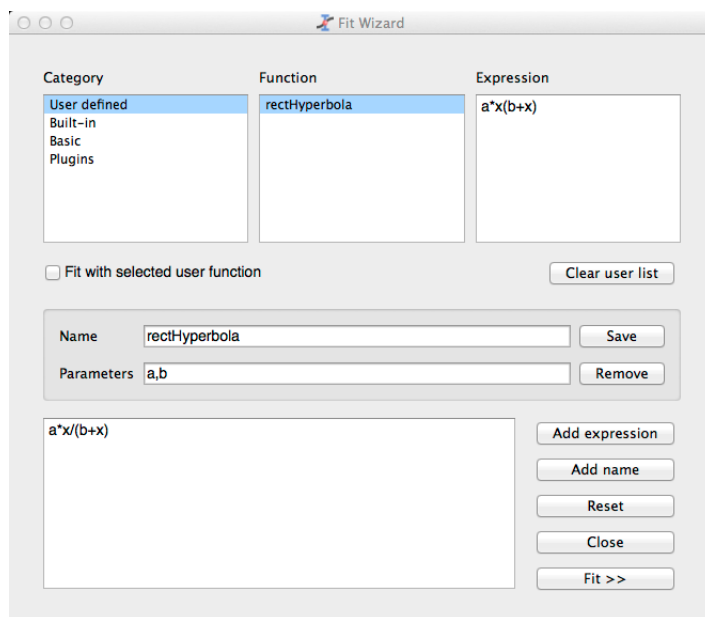 Fit Wizard
Category
Function
Expression
User defined
Built-in
Basic
Plugins
rectHyperbola
a*x(b+x)
Fit with selected user function
Clear user list
Name
rectHyperbola
Save
Parameters
a,b
Remove
a*x/(b+x)
Add expression
Add name
Reset
Close
Fit >>